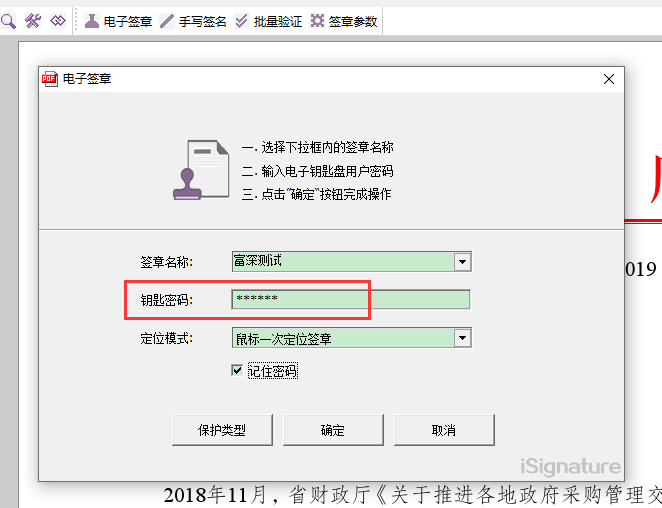 电子签章 手写签名 批量验证 签章参数
PDF 电子签章
一.选择下拉框内的签章名称
二.输入电子钥匙盘用户密码
三.点击"确定"按钮完成操作
019
签章名称: 富深测试
钥匙密码: ******
定位模式: 鼠标一次定位签章
记住密码
保护类型 确定 取消
iSignature
2018年11月，省财政厅《关于推进各地政府采购管理交